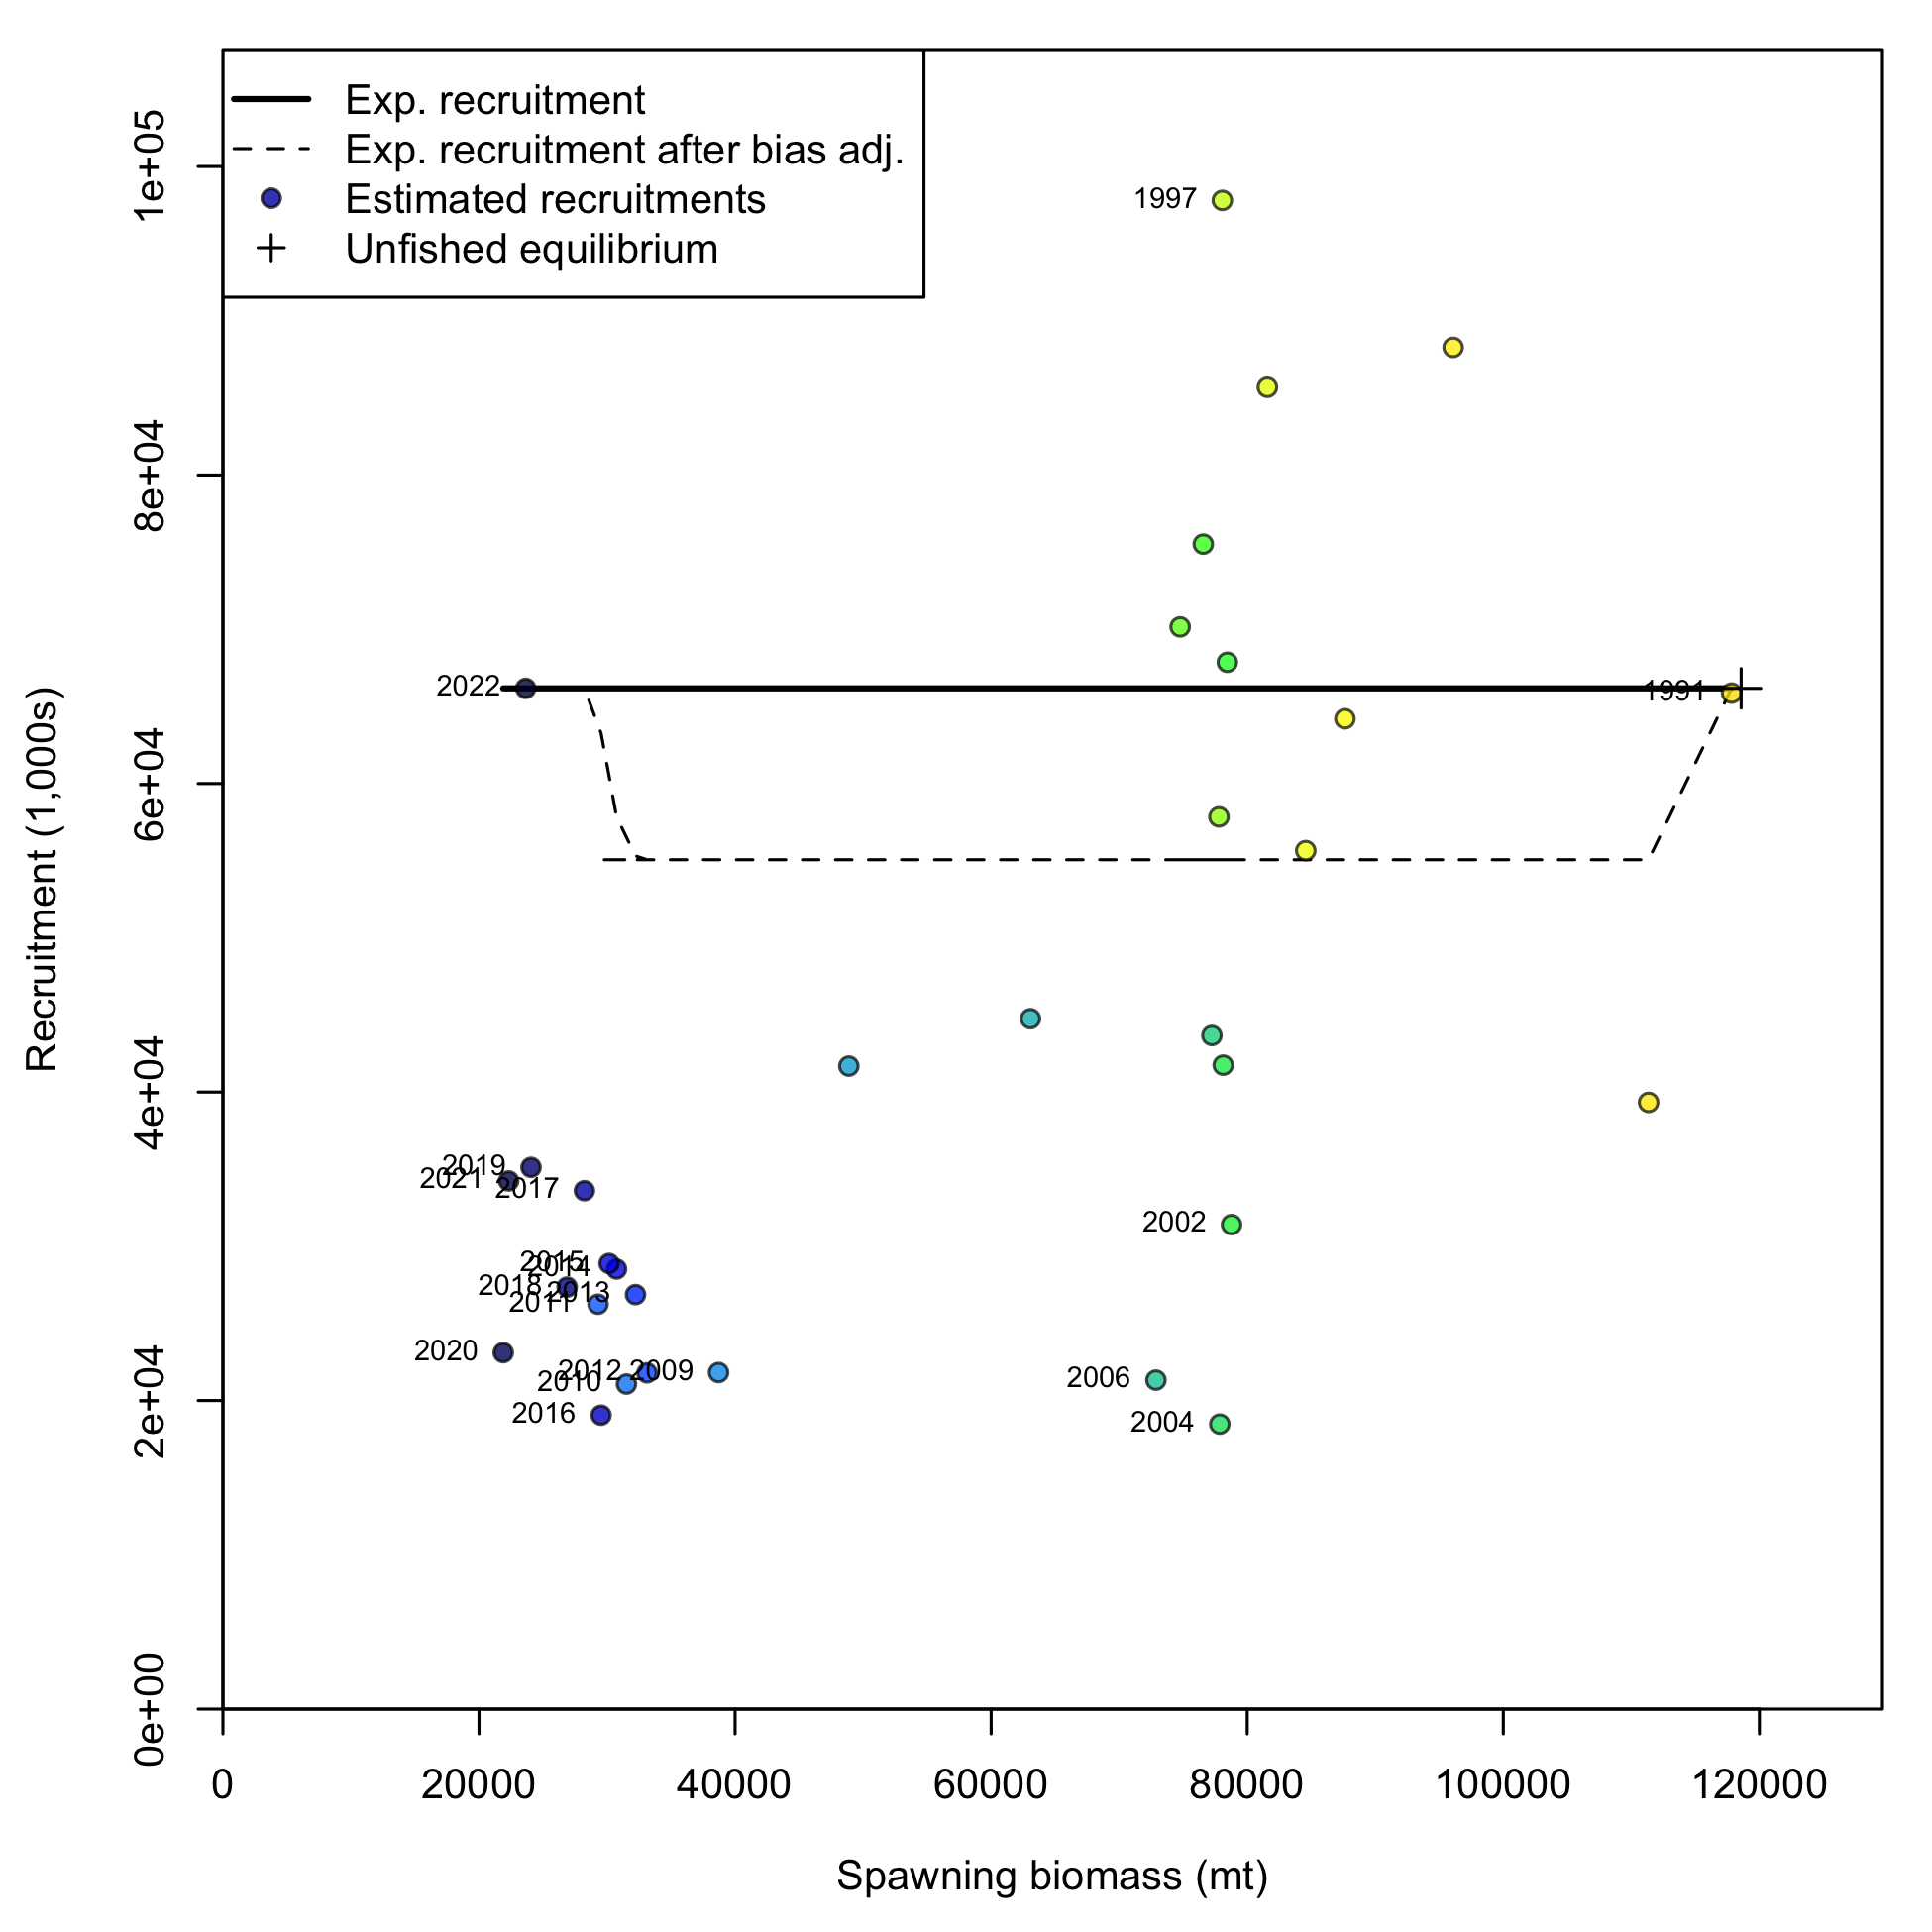 Exp. recruitment
Exp. recruitment after bias adj.
Estimated recruitments
Unfished equilibrium
1e+05
8e+04
6e+04
4e+04
2e+04
0e+00
Recruitment (1,000s)
1997
2022
1991
2019
2021
2017
2002
2015
2014
2018
2013
2011
2020
2012
2009
2010
2006
2016
2004
0
20000
40000
60000
80000
100000
120000
Spawning biomass (mt)